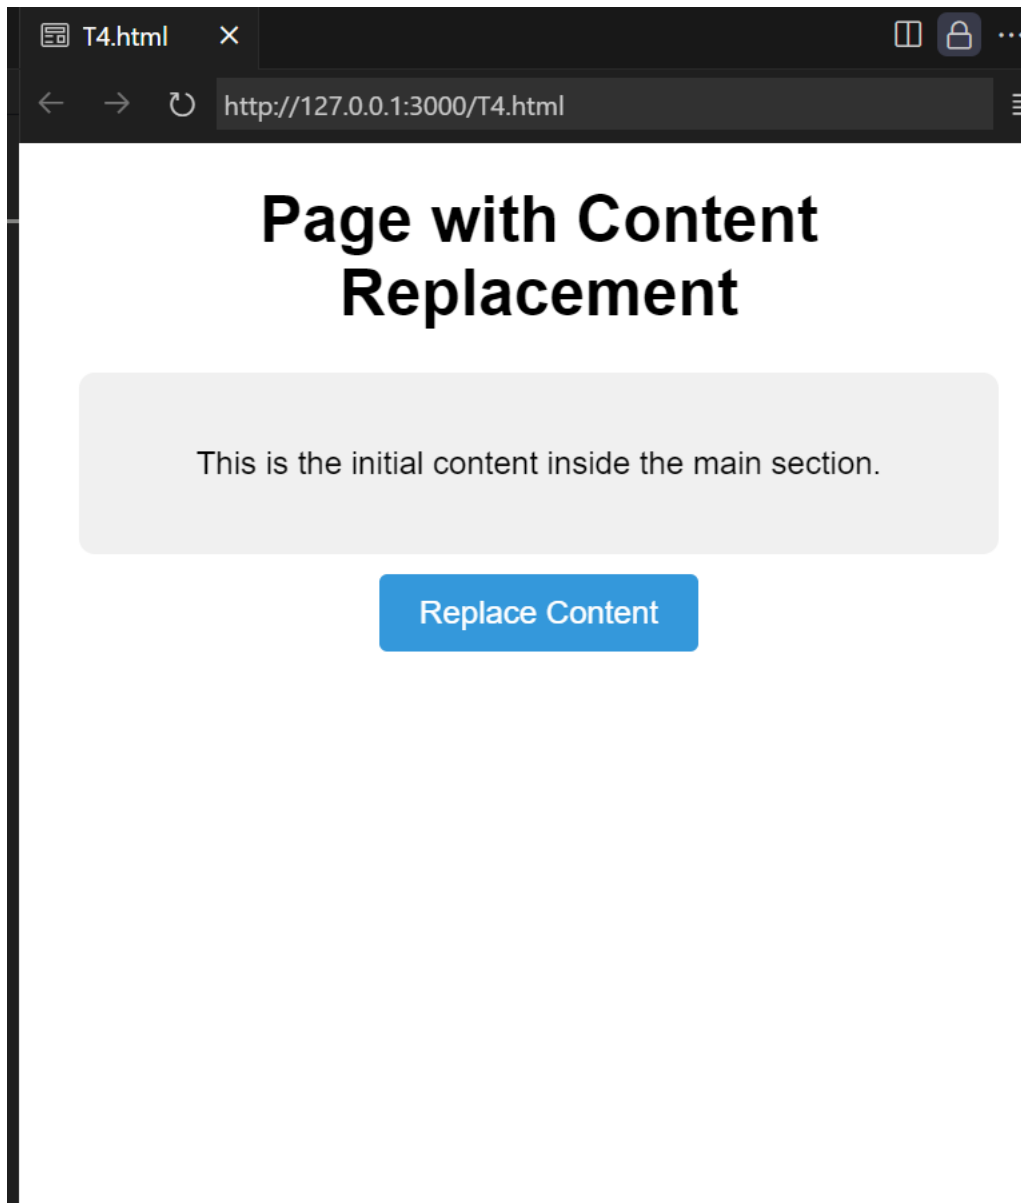 T4.html
http://127.0.0.1:3000/T4.html
Page with Content
Replacement
This is the initial content inside the main section.
Replace Content